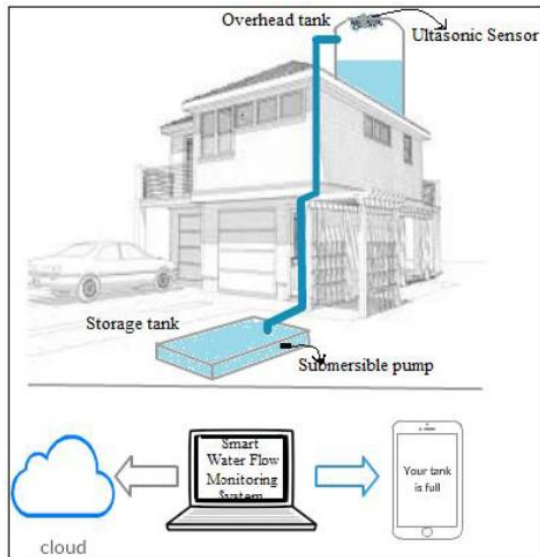 Overhead tank
Ultasonic Sensor
Storage tank
Submersible pump
Smart
Water Flow
Monitoring
System
Your tank
is full
cloud